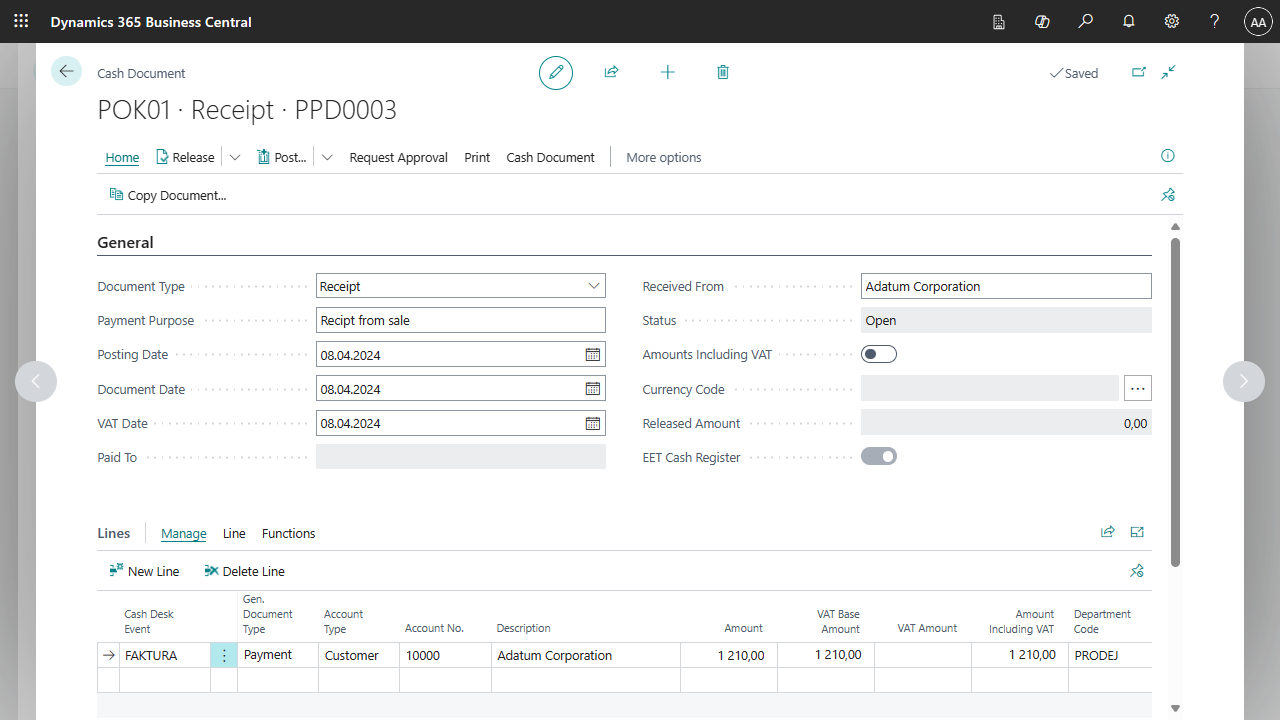 Dynamics 365 Business Central
? AA
Cash Document
Saved
POK01 · Receipt · PPD0003
Home Release Post... Request Approval Print Cash Document More options
Copy Document...
General
Document Type Receipt
Received From Adatum Corporation
Payment Purpose Recipt from sale
Status Open
Posting Date 08.04.2024
Amounts Including VAT
Document Date 08.04.2024
Currency Code ...
VAT Date 08.04.2024
Released Amount 0,00
Paid To
EET Cash Register
Lines Manage Line Functions
New Line Delete Line
Cash Desk Event
Gen. Document Type
Account Type
Account No.
Description
Amount
VAT Base Amount
VAT Amount
Amount Including VAT
Department Code
FAKTURA Payment Customer 10000 Adatum Corporation 1 210,00 1 210,00 1 210,00 PRODEJ